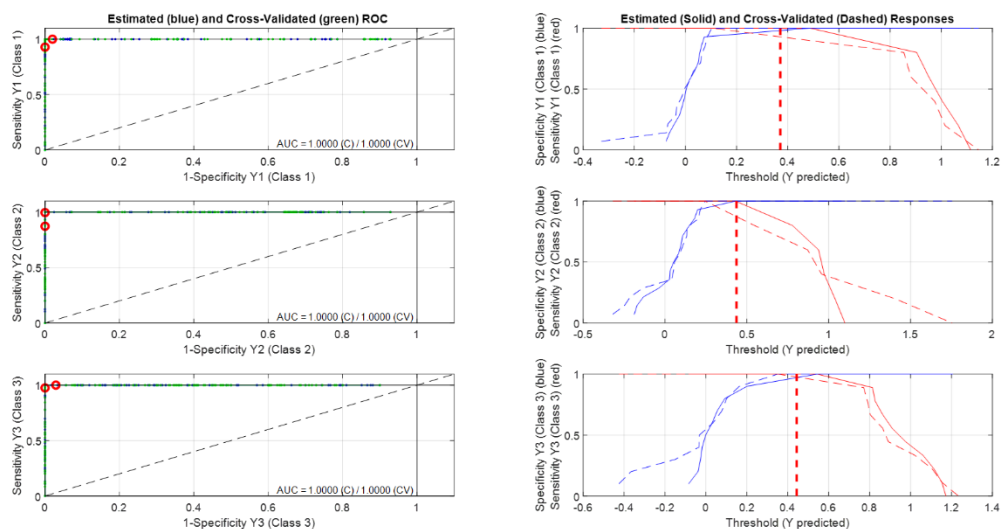 Estimated (blue) and Cross-Validated (green) ROC
Sensitivity Y1 (Class 1)
1
0.5
0
AUC = 1.0000 (C) / 1.0000 (CV)
0 0.2 0.4 0.6 0.8 1
1-Specificity Y1 (Class 1)
Sensitivity Y2 (Class 2)
1
0.5
0
AUC = 1.0000 (C) / 1.0000 (CV)
0 0.2 0.4 0.6 0.8 1
1-Specificity Y2 (Class 2)
Sensitivity Y3 (Class 3)
1
0.5
0
AUC = 1.0000 (C) / 1.0000 (CV)
0 0.2 0.4 0.6 0.8 1
1-Specificity Y3 (Class 3)
Estimated (Solid) and Cross-Validated (Dashed) Responses
Specificity Y1 (Class 1) (blue)
Sensitivity Y1 (Class 1) (red)
1
0.5
0
-0.4 -0.2 0 0.2 0.4 0.6 0.8 1 1.2
Threshold (Y predicted)
Specificity Y2 (Class 2) (blue)
Sensitivity Y2 (Class 2) (red)
1
0.5
0
-0.5 0 0.5 1 1.5 2
Threshold (Y predicted)
Specificity Y3 (Class 3) (blue)
Sensitivity Y3 (Class 3) (red)
1
0.5
0
-0.6 -0.4 -0.2 0 0.2 0.4 0.6 0.8 1 1.2 1.4
Threshold (Y predicted)